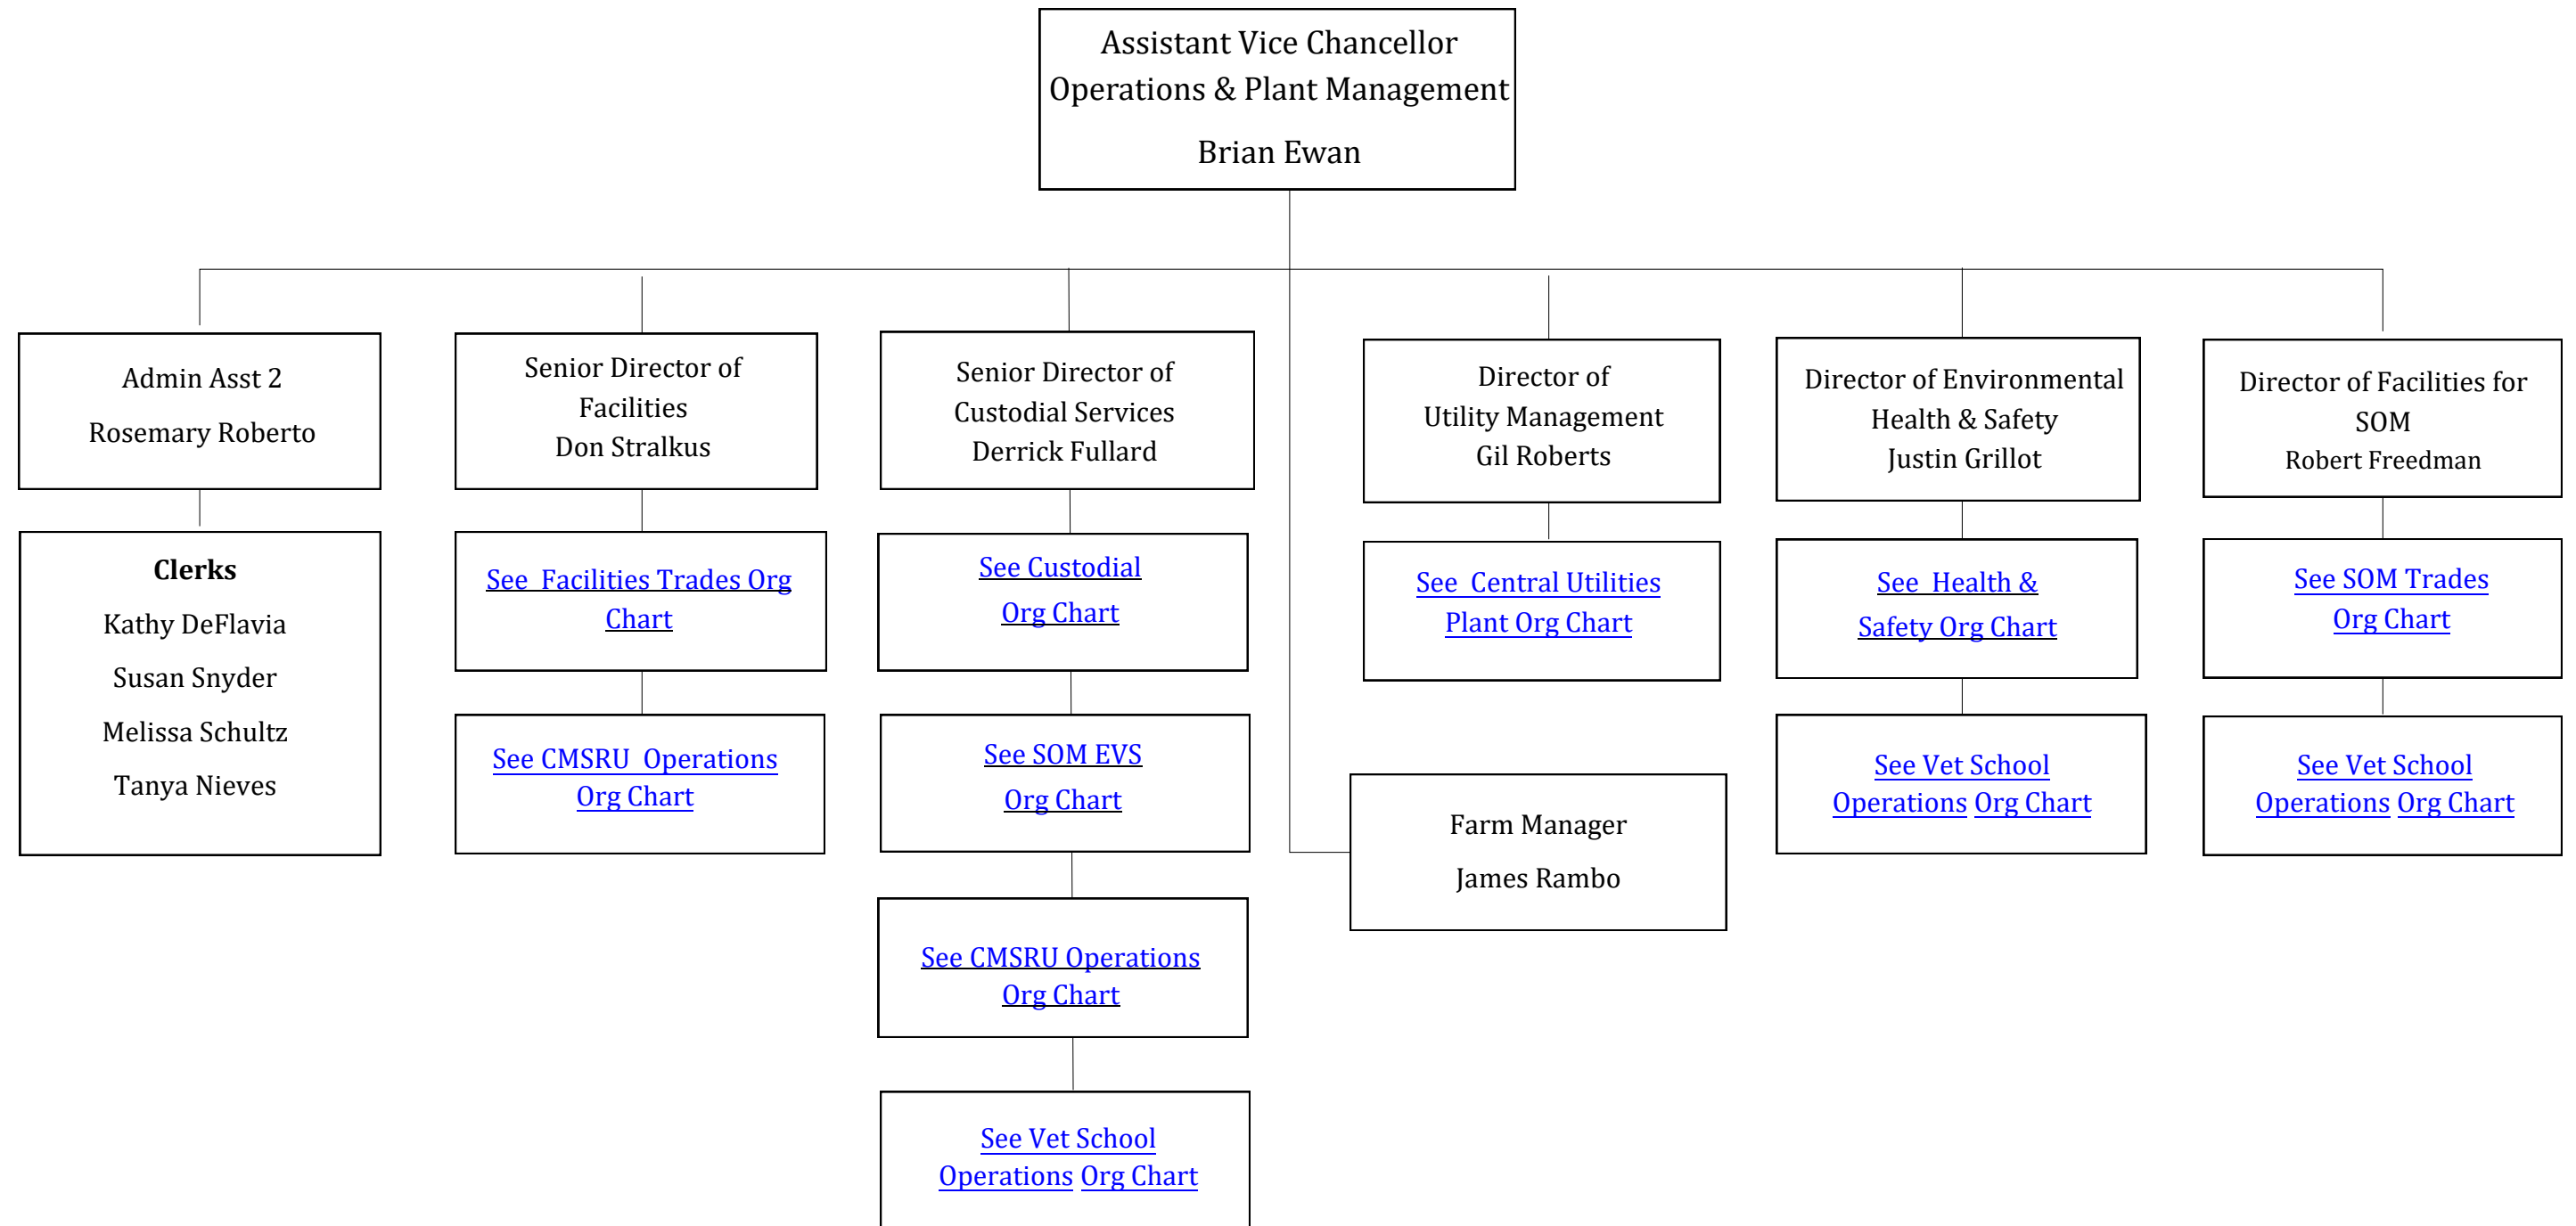 Assistant Vice Chancellor
Operations & Plant Management
Brian Ewan
Admin Asst 2
Rosemary Roberto
Clerks
Kathy DeFlavia
Susan Snyder
Melissa Schultz
Tanya Nieves
Senior Director of
Facilities
Don Stralkus
See  Facilities Trades Org
Chart
See CMSRU  Operations
Org Chart
Senior Director of
Custodial Services
Derrick Fullard
See Custodial
Org Chart
See SOM EVS
Org Chart
See CMSRU Operations
Org Chart
See Vet School
Operations Org Chart
Director of
Utility Management
Gil Roberts
See  Central Utilities
Plant Org Chart
Farm Manager
James Rambo
Director of Environmental
Health & Safety
Justin Grillot
See  Health &
Safety Org Chart
See Vet School
Operations Org Chart
Director of Facilities for
SOM
Robert Freedman
See SOM Trades
Org Chart
See Vet School
Operations Org Chart